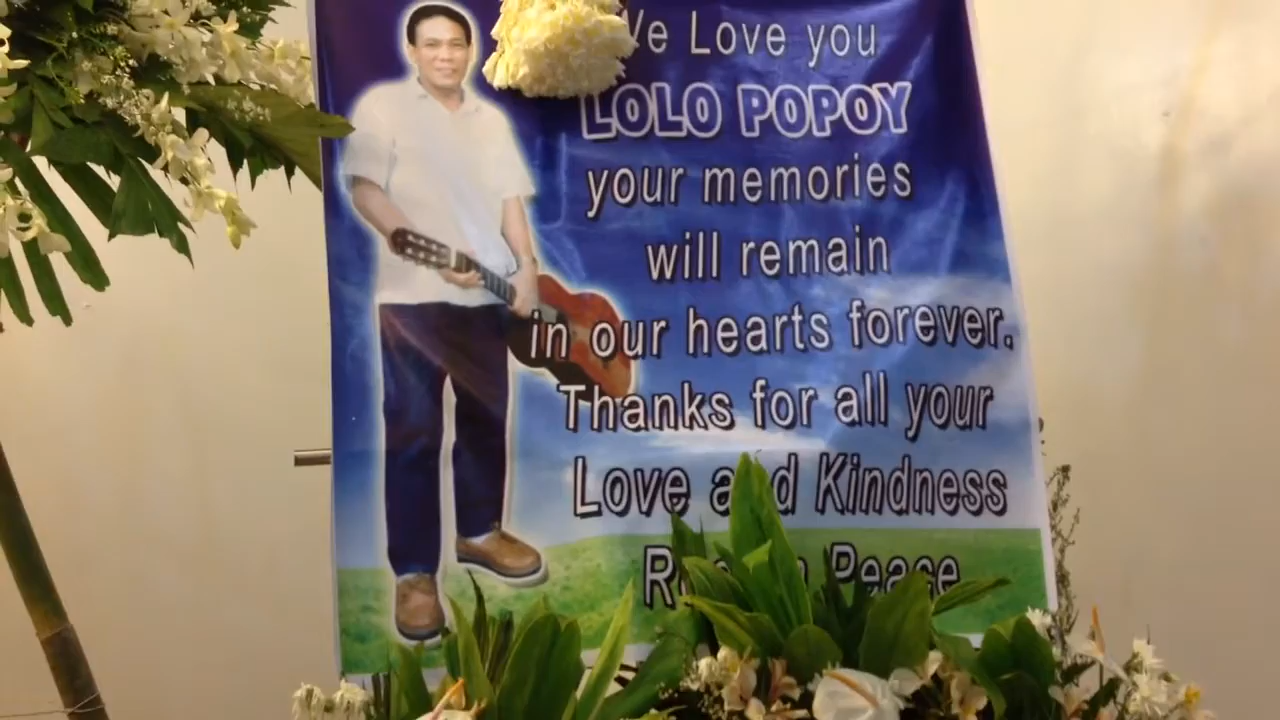 We Love you
LOLO POPOY
your memories
will remain
in our hearts forever.
Thanks for all your
Love and Kindness
Peace